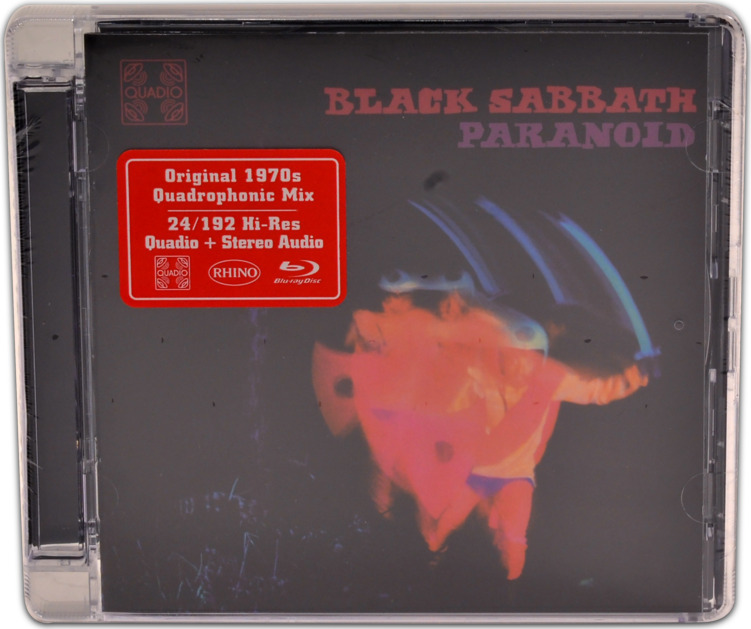 QUADIO
BLACK SABBATH
PARANOID
Original 1970s
Quadrophonic Mix
24/192 Hi-Res
Quadio + Stereo Audio
QUADIO
RHINO
Blu-ray Disc